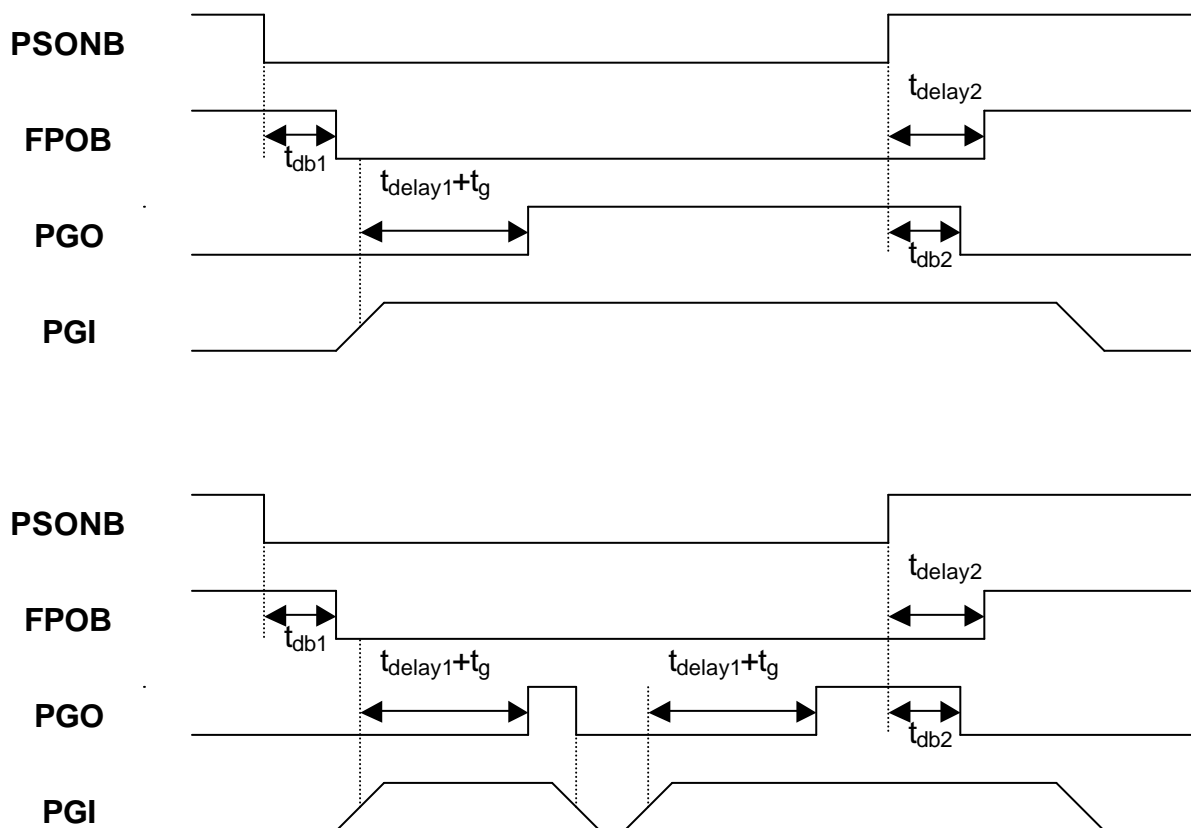 PSONB
tdelay2
FPOB
tdb1
tdelay1+tg
PGO
tdb2
PGI
PSONB
tdelay2
FPOB
tdb1
tdelay1+tg tdelay1+tg
PGO
tdb2
PGI